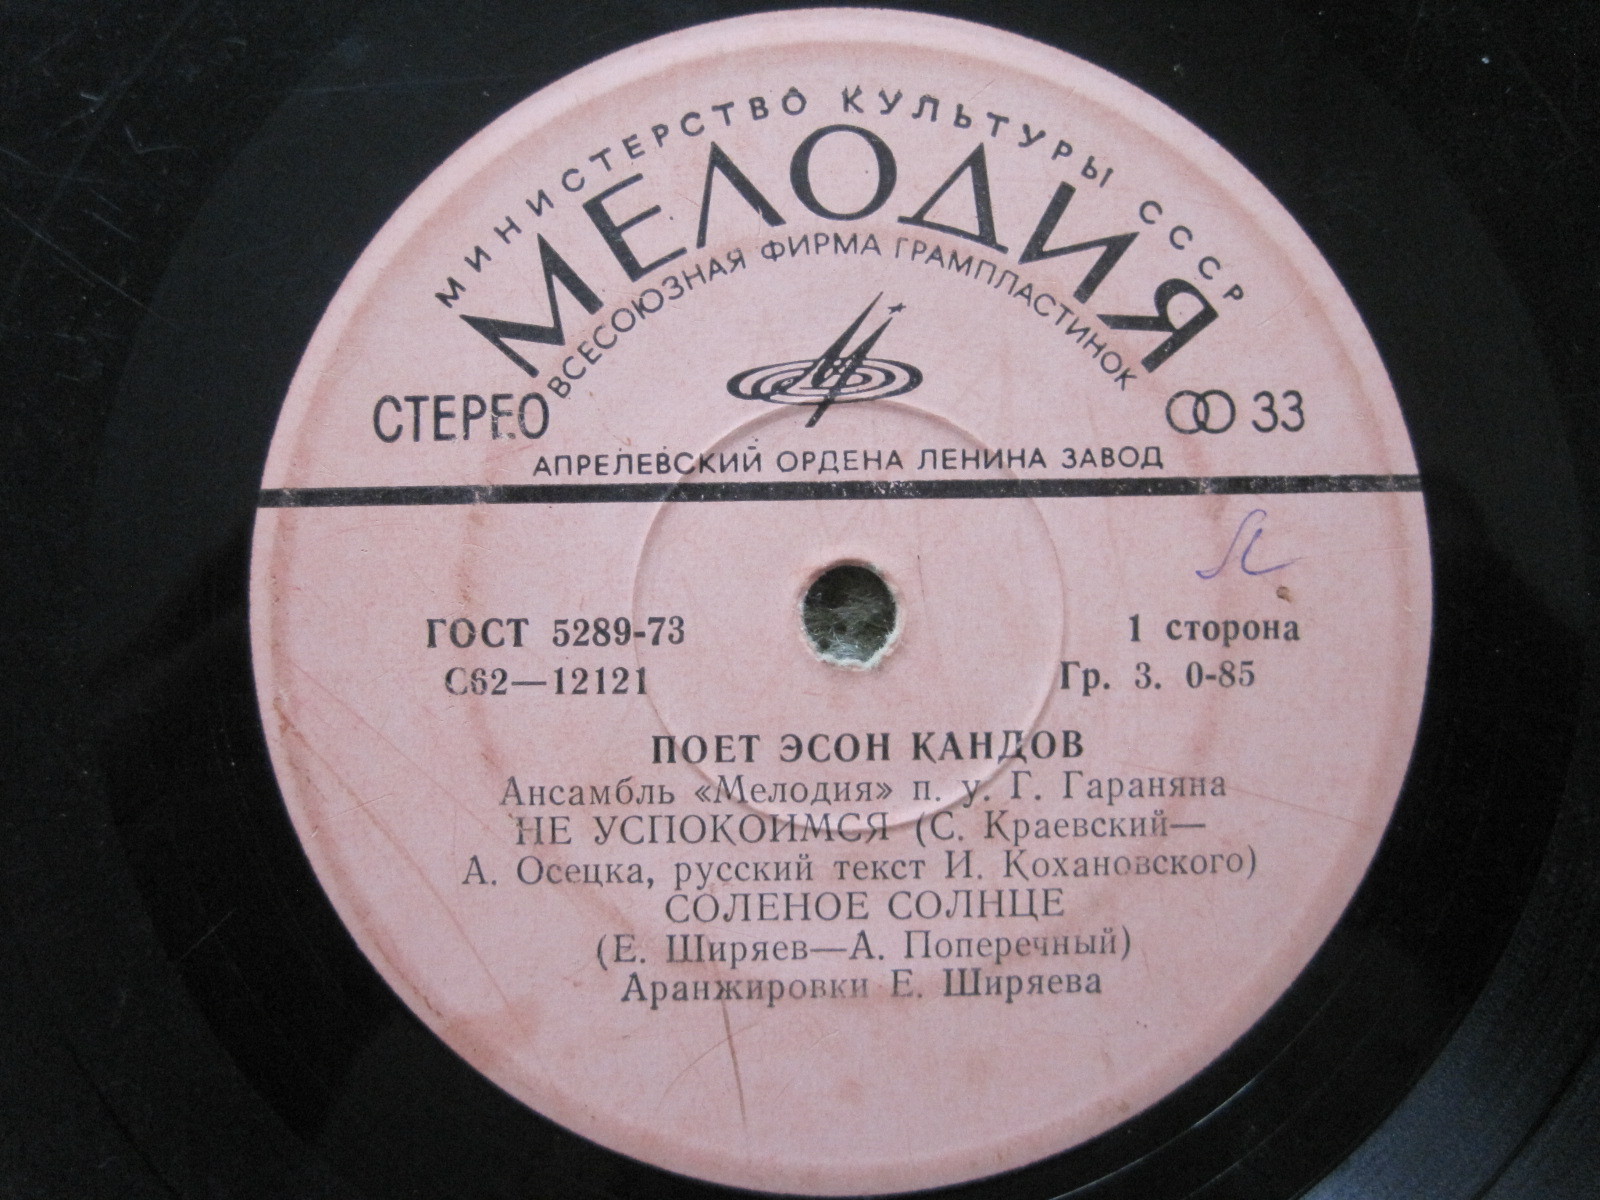 МИНИСТЕРСТВО КУЛЬТУРЫ СССР
МЕЛОДИЯ
ВСЕСОЮЗНАЯ ФИРМА ГРАМПЛАСТИНОК
СТЕРЕО 33
АПРЕЛЕВСКИЙ ОРДЕНА ЛЕНИНА ЗАВОД
ГОСТ 5289-73 1 сторона
С62—12121 Гр. 3. 0-85
ПОЕТ ЭСОН КАНДОВ
Ансамбль «Мелодия» п. у. Г. Гараняна
НЕ УСПОКОИМСЯ (С. Краевский—
А. Осецка, русский текст И. Кохановского)
СОЛЕНОЕ СОЛНЦЕ
(Е. Ширяев—А. Поперечный)
Аранжировки Е. Ширяева